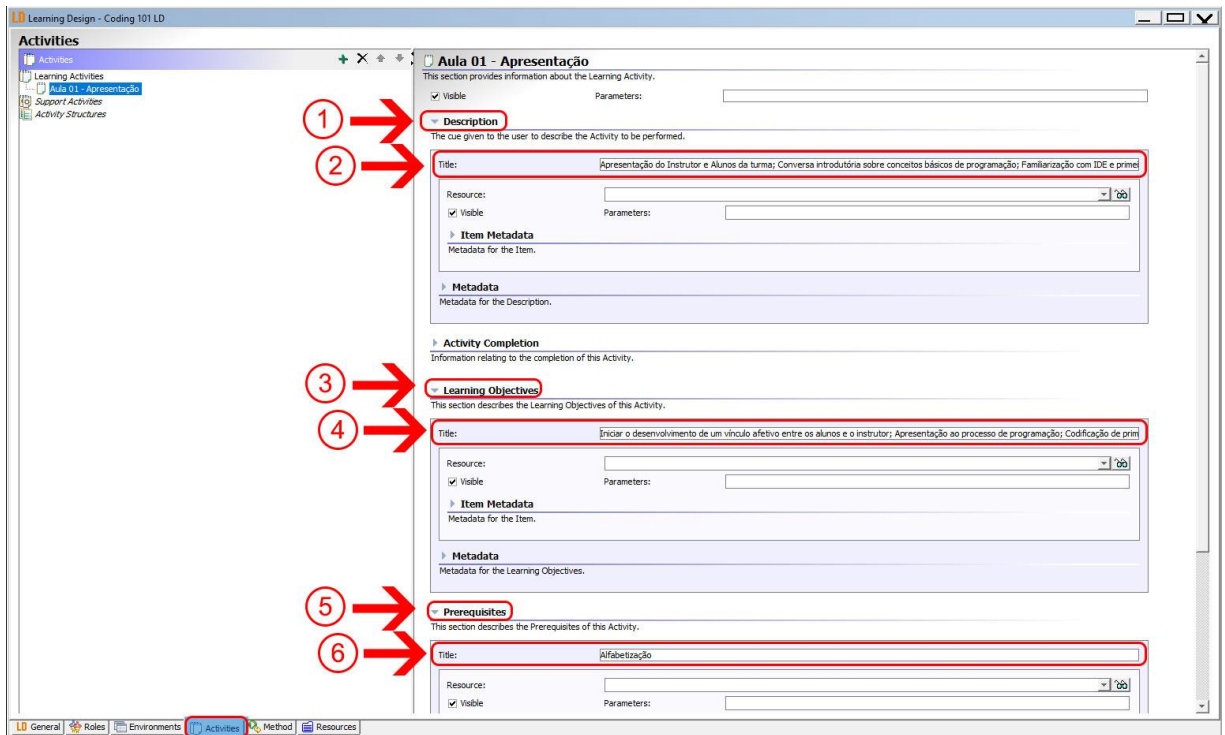 LD Learning Design - Coding 101 LD
Activities
Activities
Learning Activities
Aula 01 - Apresentação
Support Activities
Activity Structures
Aula 01 - Apresentação
This section provides information about the Learning Activity.
Visible Parameters:
1 Description
The cue given to the user to describe the Activity to be performed.
2 Title: Apresentação do Instrutor e Alunos da turma; Conversa introdutória sobre conceitos básicos de programação; Familiarização com IDE e prime
Resource:
Visible Parameters:
Item Metadata
Metadata for the Item.
Metadata
Metadata for the Description.
Activity Completion
Information relating to the completion of this Activity.
3 Learning Objectives
This section describes the Learning Objectives of this Activity.
4 Title: Iniciar o desenvolvimento de um vínculo afetivo entre os alunos e o instrutor; Apresentação ao processo de programação; Codificação de prim
Resource:
Visible Parameters:
Item Metadata
Metadata for the Item.
Metadata
Metadata for the Learning Objectives.
5 Prerequisites
This section describes the Prerequisites of this Activity.
6 Title: Alfabetização
Resource:
Visible Parameters:
LD General Roles Environments Activities Method Resources